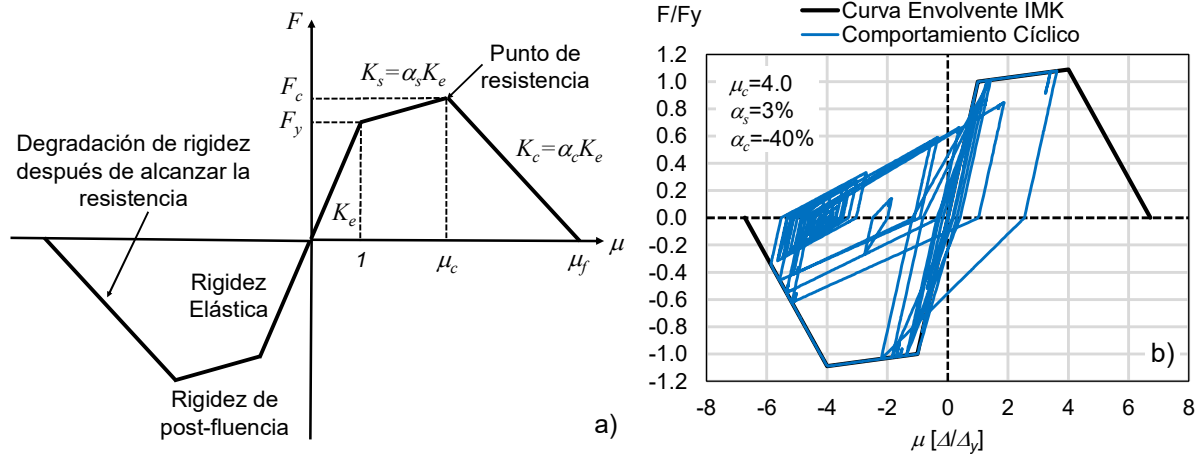 F
Punto de
resistencia
K_s=α_sK_e
F_c
F_y
Degradación de rigidez
después de alcanzar la
resistencia
K_c=α_cK_e
K_e
1
μ_c
μ_f
μ
Rigidez
Elástica
Rigidez de
post-fluencia
a)
F/Fy
Curva Envolvente IMK
Comportamiento Cíclico
1.2
1.0
0.8
0.6
0.4
0.2
0.0
-0.2
-0.4
-0.6
-0.8
-1.0
-1.2
μ_c=4.0
α_s=3%
α_c=-40%
b)
-8 -6 -4 -2 0 2 4 6 8
μ [Δ/Δ_y]